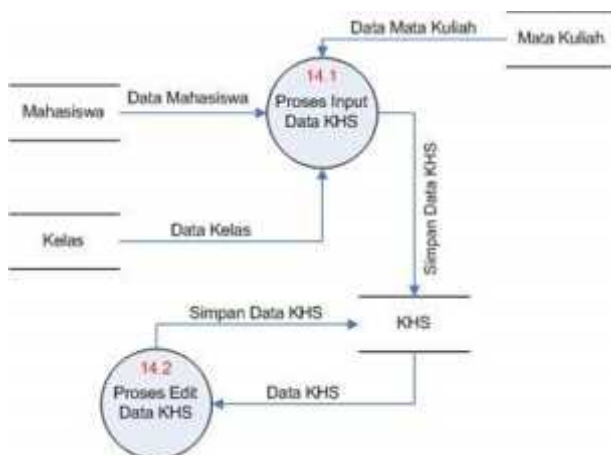 Data Mata Kuliah
Mata Kuliah
14.1
Proses Input
Data KHS
Data Mahasiswa
Mahasiswa
Simpan Data KHS
Data Kelas
Kelas
Simpan Data KHS
KHS
14.2
Proses Edit
Data KHS
Data KHS